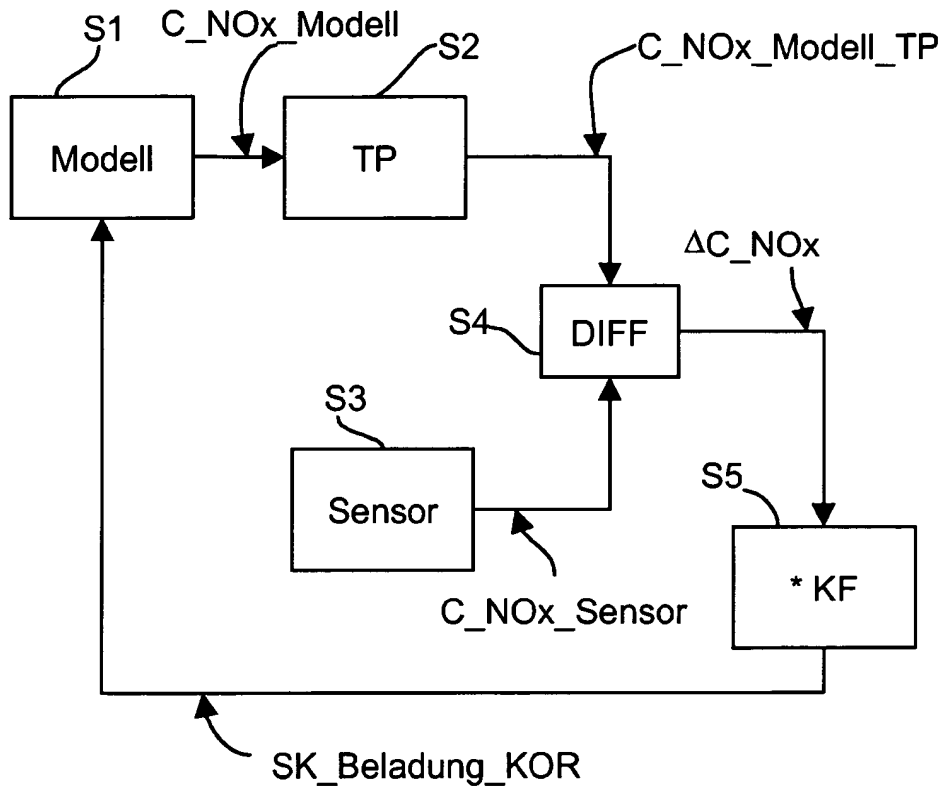 S1
C_NOx_Modell
S2
C_NOx_Modell_TP
Modell
TP
ΔC_NOx
S4
DIFF
S3
Sensor
S5
* KF
C_NOx_Sensor
SK_Beladung_KOR